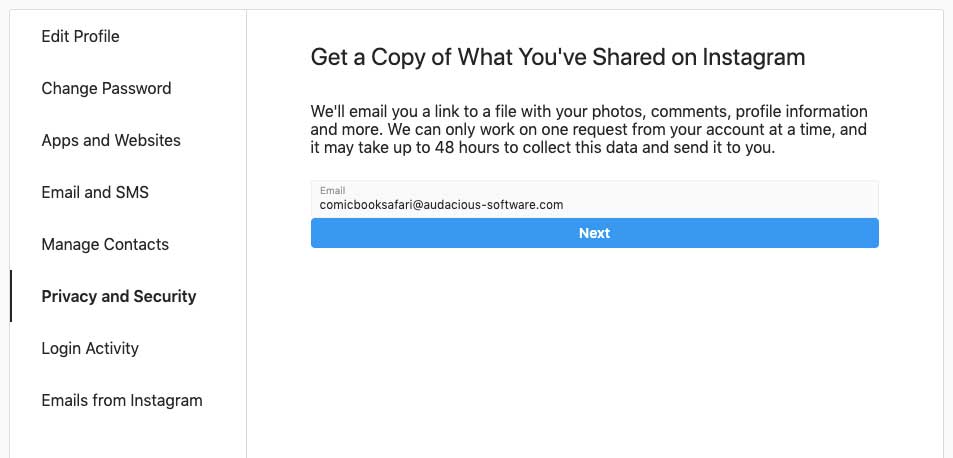 Edit Profile
Change Password
Apps and Websites
Email and SMS
Manage Contacts
Privacy and Security
Login Activity
Emails from Instagram
Get a Copy of What You've Shared on Instagram
We'll email you a link to a file with your photos, comments, profile information
and more. We can only work on one request from your account at a time, and
it may take up to 48 hours to collect this data and send it to you.
Email
comicbooksafari@audacious-software.com
Next